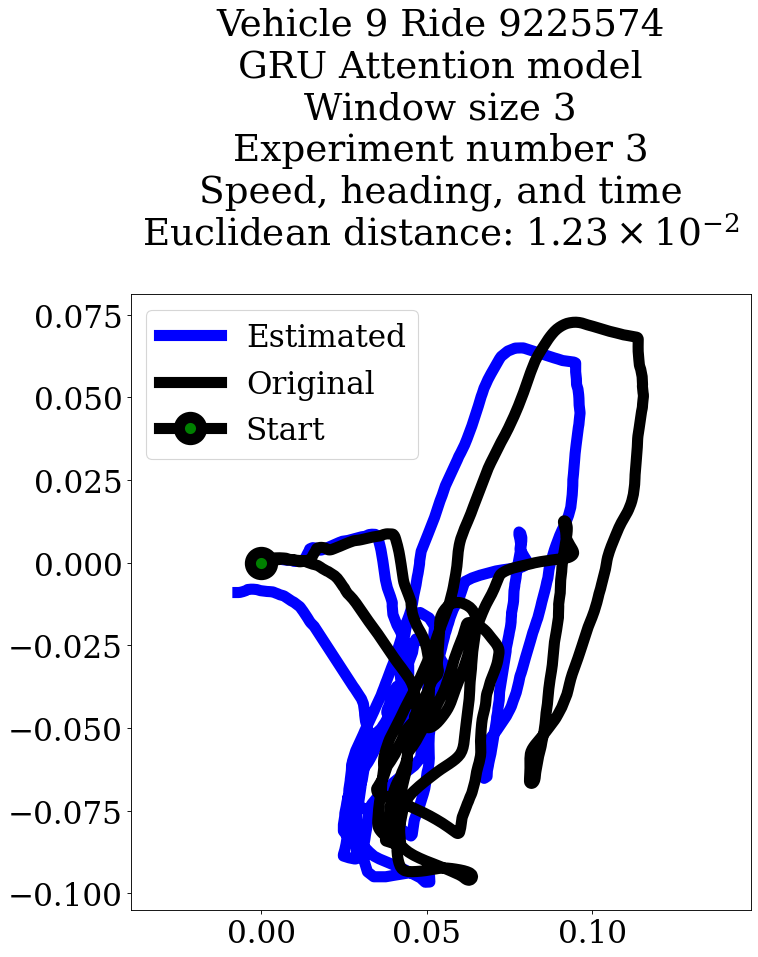 Vehicle 9 Ride 9225574
GRU Attention model
Window size 3
Experiment number 3
Speed, heading, and time
Euclidean distance: 1.23 × 10⁻²
Estimated
Original
Start
0.075
0.050
0.025
0.000
−0.025
−0.050
−0.075
−0.100
0.00 0.05 0.10